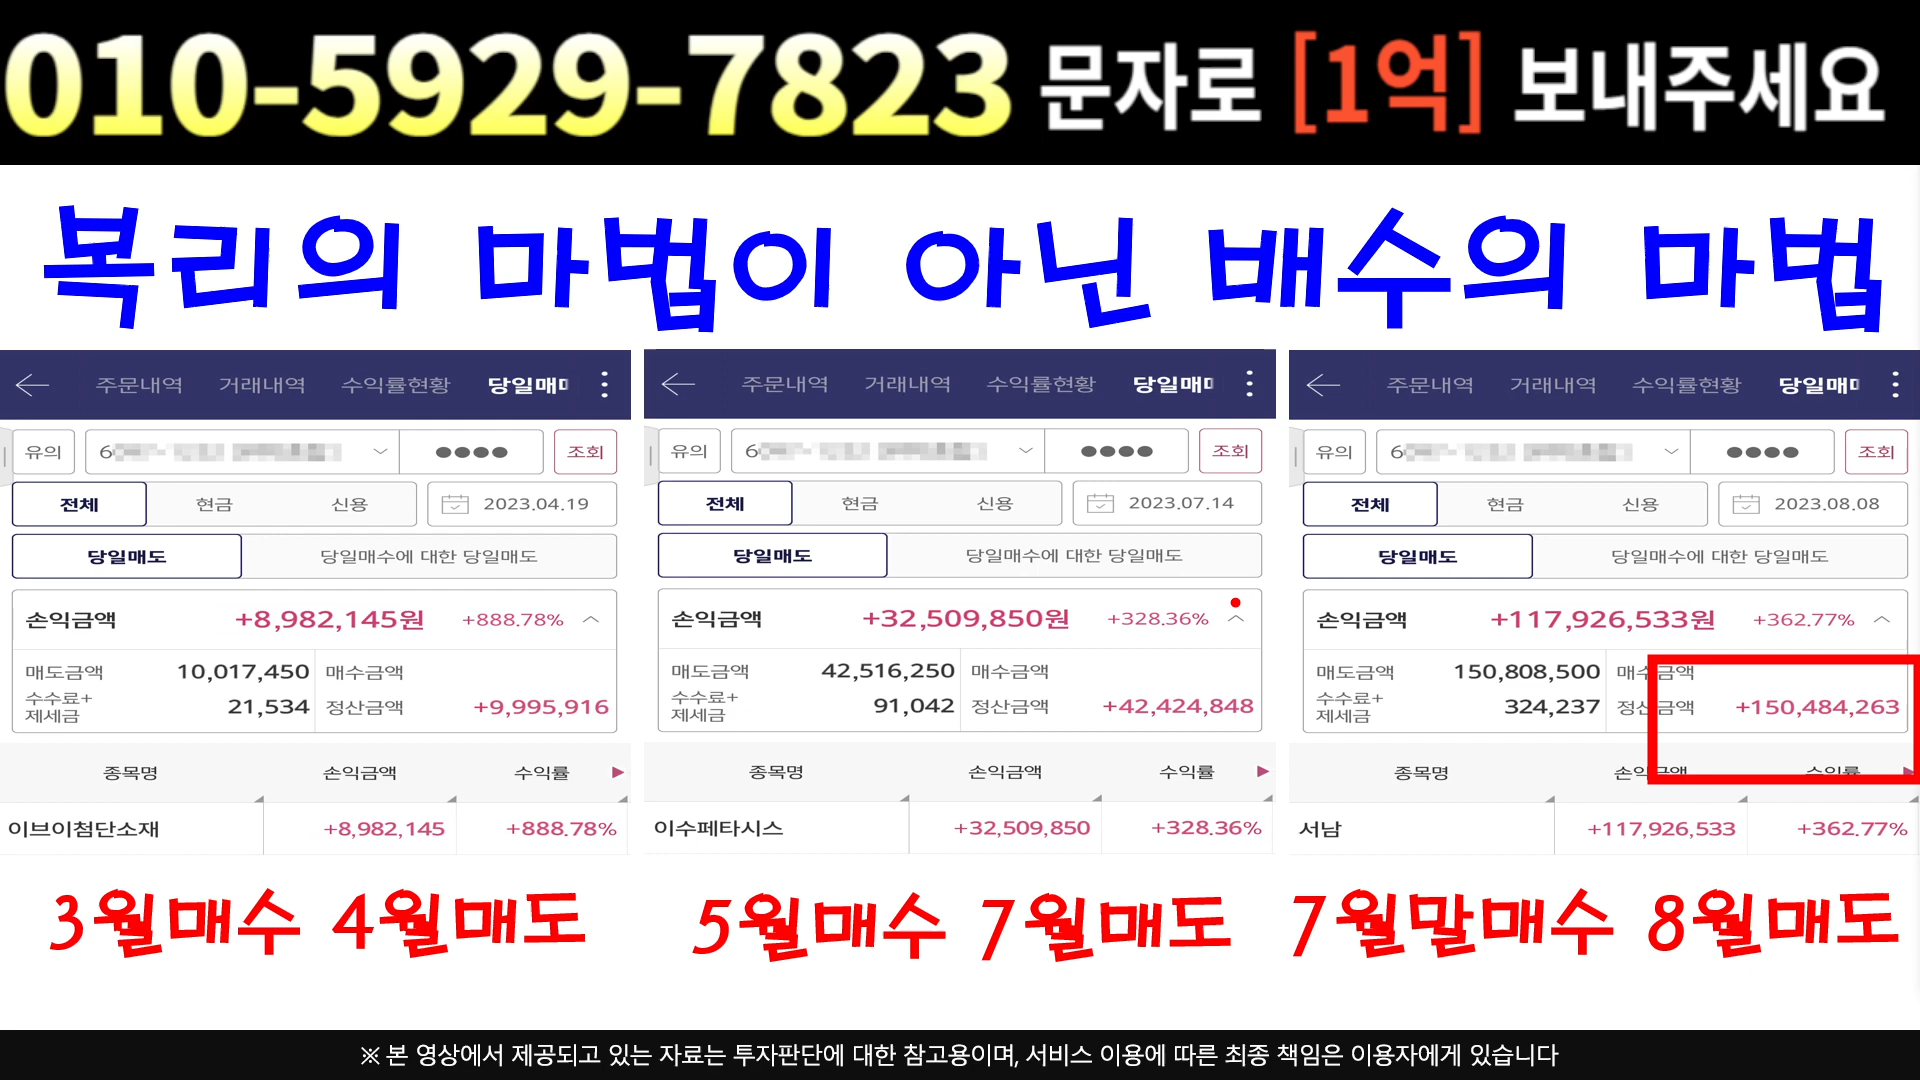 010-5929-7823 문자로 [1억] 보내주세요
복리의 마법이 아닌 배수의 마법
주문내역 거래내역 수익률현황 당일매
유의 6 ●●●● 조회
전체 현금 신용 2023.04.19
당일매도 당일매수에 대한 당일매도
손익금액 +8,982,145원 +888.78%
매도금액 10,017,450 매수금액
수수료+
제세금 21,534 정산금액 +9,995,916
종목명 손익금액 수익률
이브이첨단소재 +8,982,145 +888.78%
3월매수 4월매도
주문내역 거래내역 수익률현황 당일매
유의 6 ●●●● 조회
전체 현금 신용 2023.07.14
당일매도 당일매수에 대한 당일매도
손익금액 +32,509,850원 +328.36%
매도금액 42,516,250 매수금액
수수료+
제세금 91,042 정산금액 +42,424,848
종목명 손익금액 수익률
이수페타시스 +32,509,850 +328.36%
5월매수 7월매도
주문내역 거래내역 수익률현황 당일매
유의 6 ●●●● 조회
전체 현금 신용 2023.08.08
당일매도 당일매수에 대한 당일매도
손익금액 +117,926,533원 +362.77%
매도금액 150,808,500 매수금액
수수료+
제세금 324,237 정산금액 +150,484,263
종목명 손익금액 수익률
서남 +117,926,533 +362.77%
7월말매수 8월매도
※ 본 영상에서 제공되고 있는 자료는 투자판단에 대한 참고용이며, 서비스 이용에 따른 최종 책임은 이용자에게 있습니다